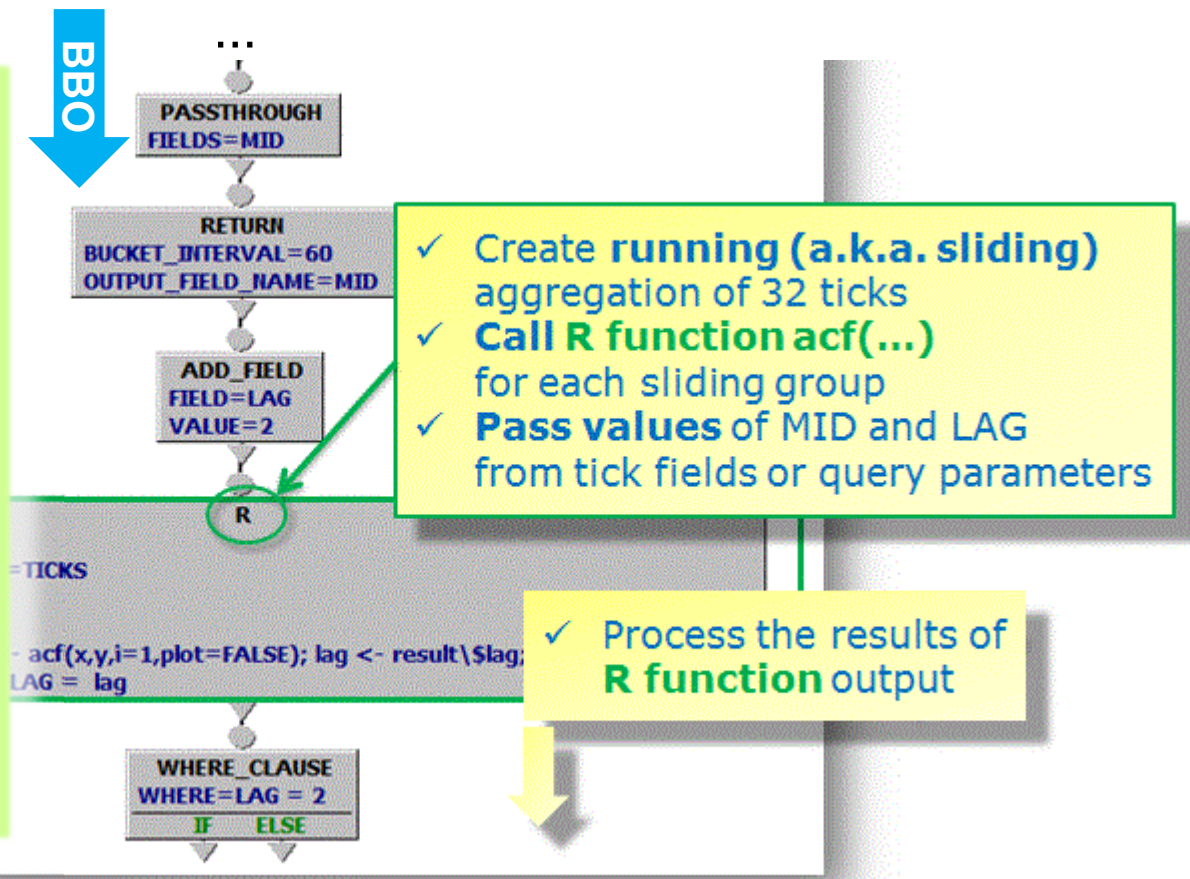 BBO
...
PASSTHROUGH
FIELDS=MID
RETURN
BUCKET_INTERVAL=60
OUTPUT_FIELD_NAME=MID
✓ Create running (a.k.a. sliding)
aggregation of 32 ticks
✓ Call R function acf(...)
for each sliding group
✓ Pass values of MID and LAG
from tick fields or query parameters
ADD_FIELD
FIELD=LAG
VALUE=2
R
=TICKS
- acf(x,y,i=1,plot=FALSE); lag <- result\$lag;
LAG = lag
✓ Process the results of
R function output
WHERE_CLAUSE
WHERE=LAG = 2
IF ELSE